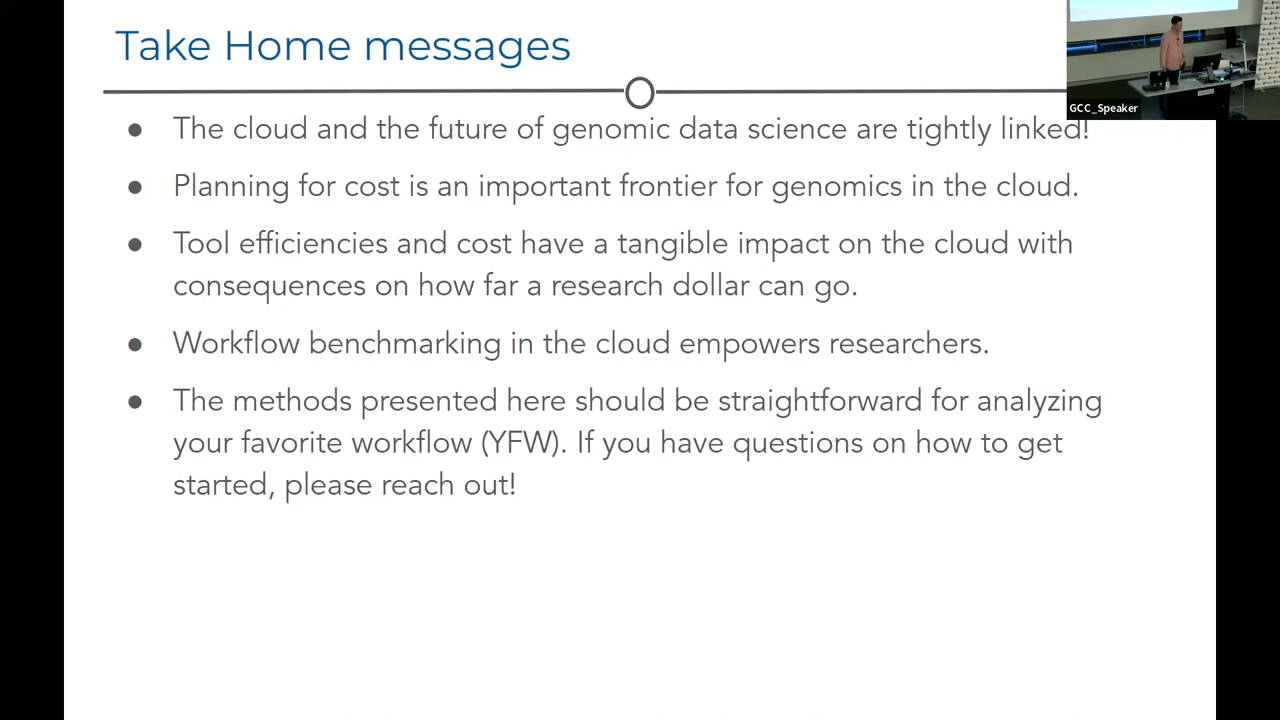 Take Home messages
GCC_Speaker
● The cloud and the future of genomic data science are tightly linked!
● Planning for cost is an important frontier for genomics in the cloud.
● Tool efficiencies and cost have a tangible impact on the cloud with
consequences on how far a research dollar can go.
● Workflow benchmarking in the cloud empowers researchers.
● The methods presented here should be straightforward for analyzing
your favorite workflow (YFW). If you have questions on how to get
started, please reach out!